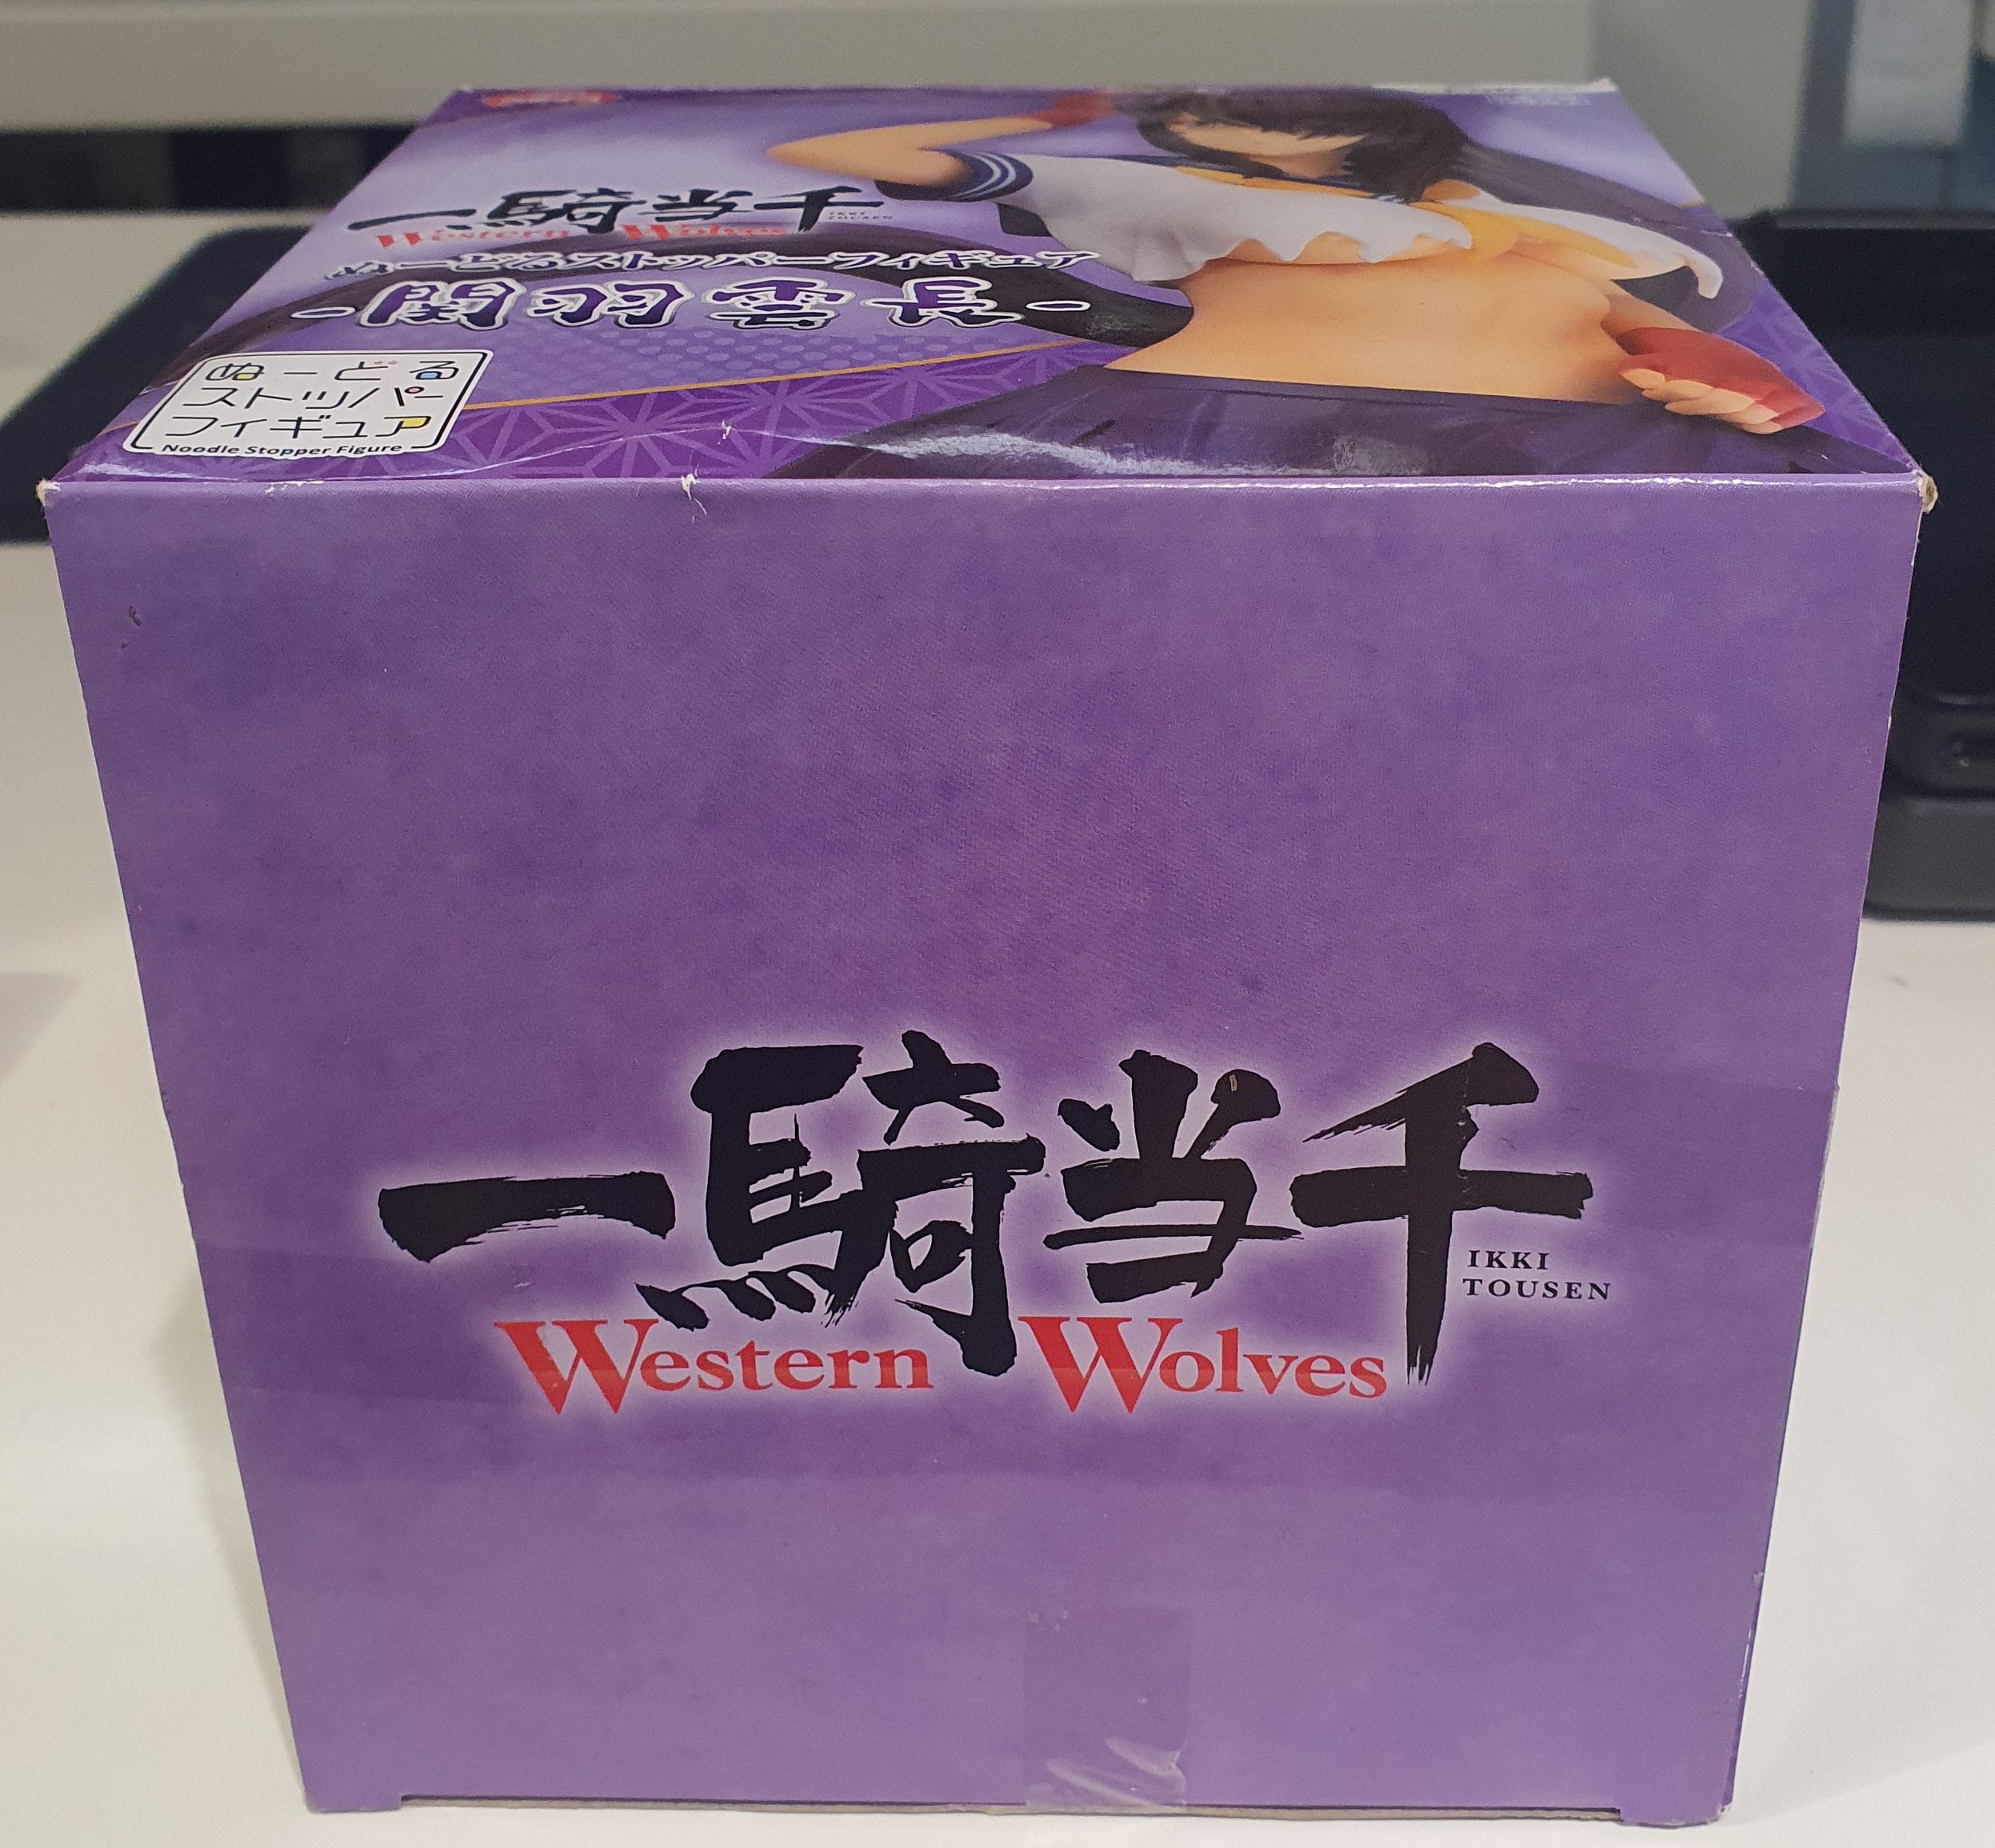 一騎当千
IKKI
TOUSEN
Western Wolves
ぬーどるストッパーフィギュア
-関羽雲長-
ぬーどる
ストッパー
フィギュア
Noodle Stopper Figure
一騎当千
IKKI
TOUSEN
Western Wolves